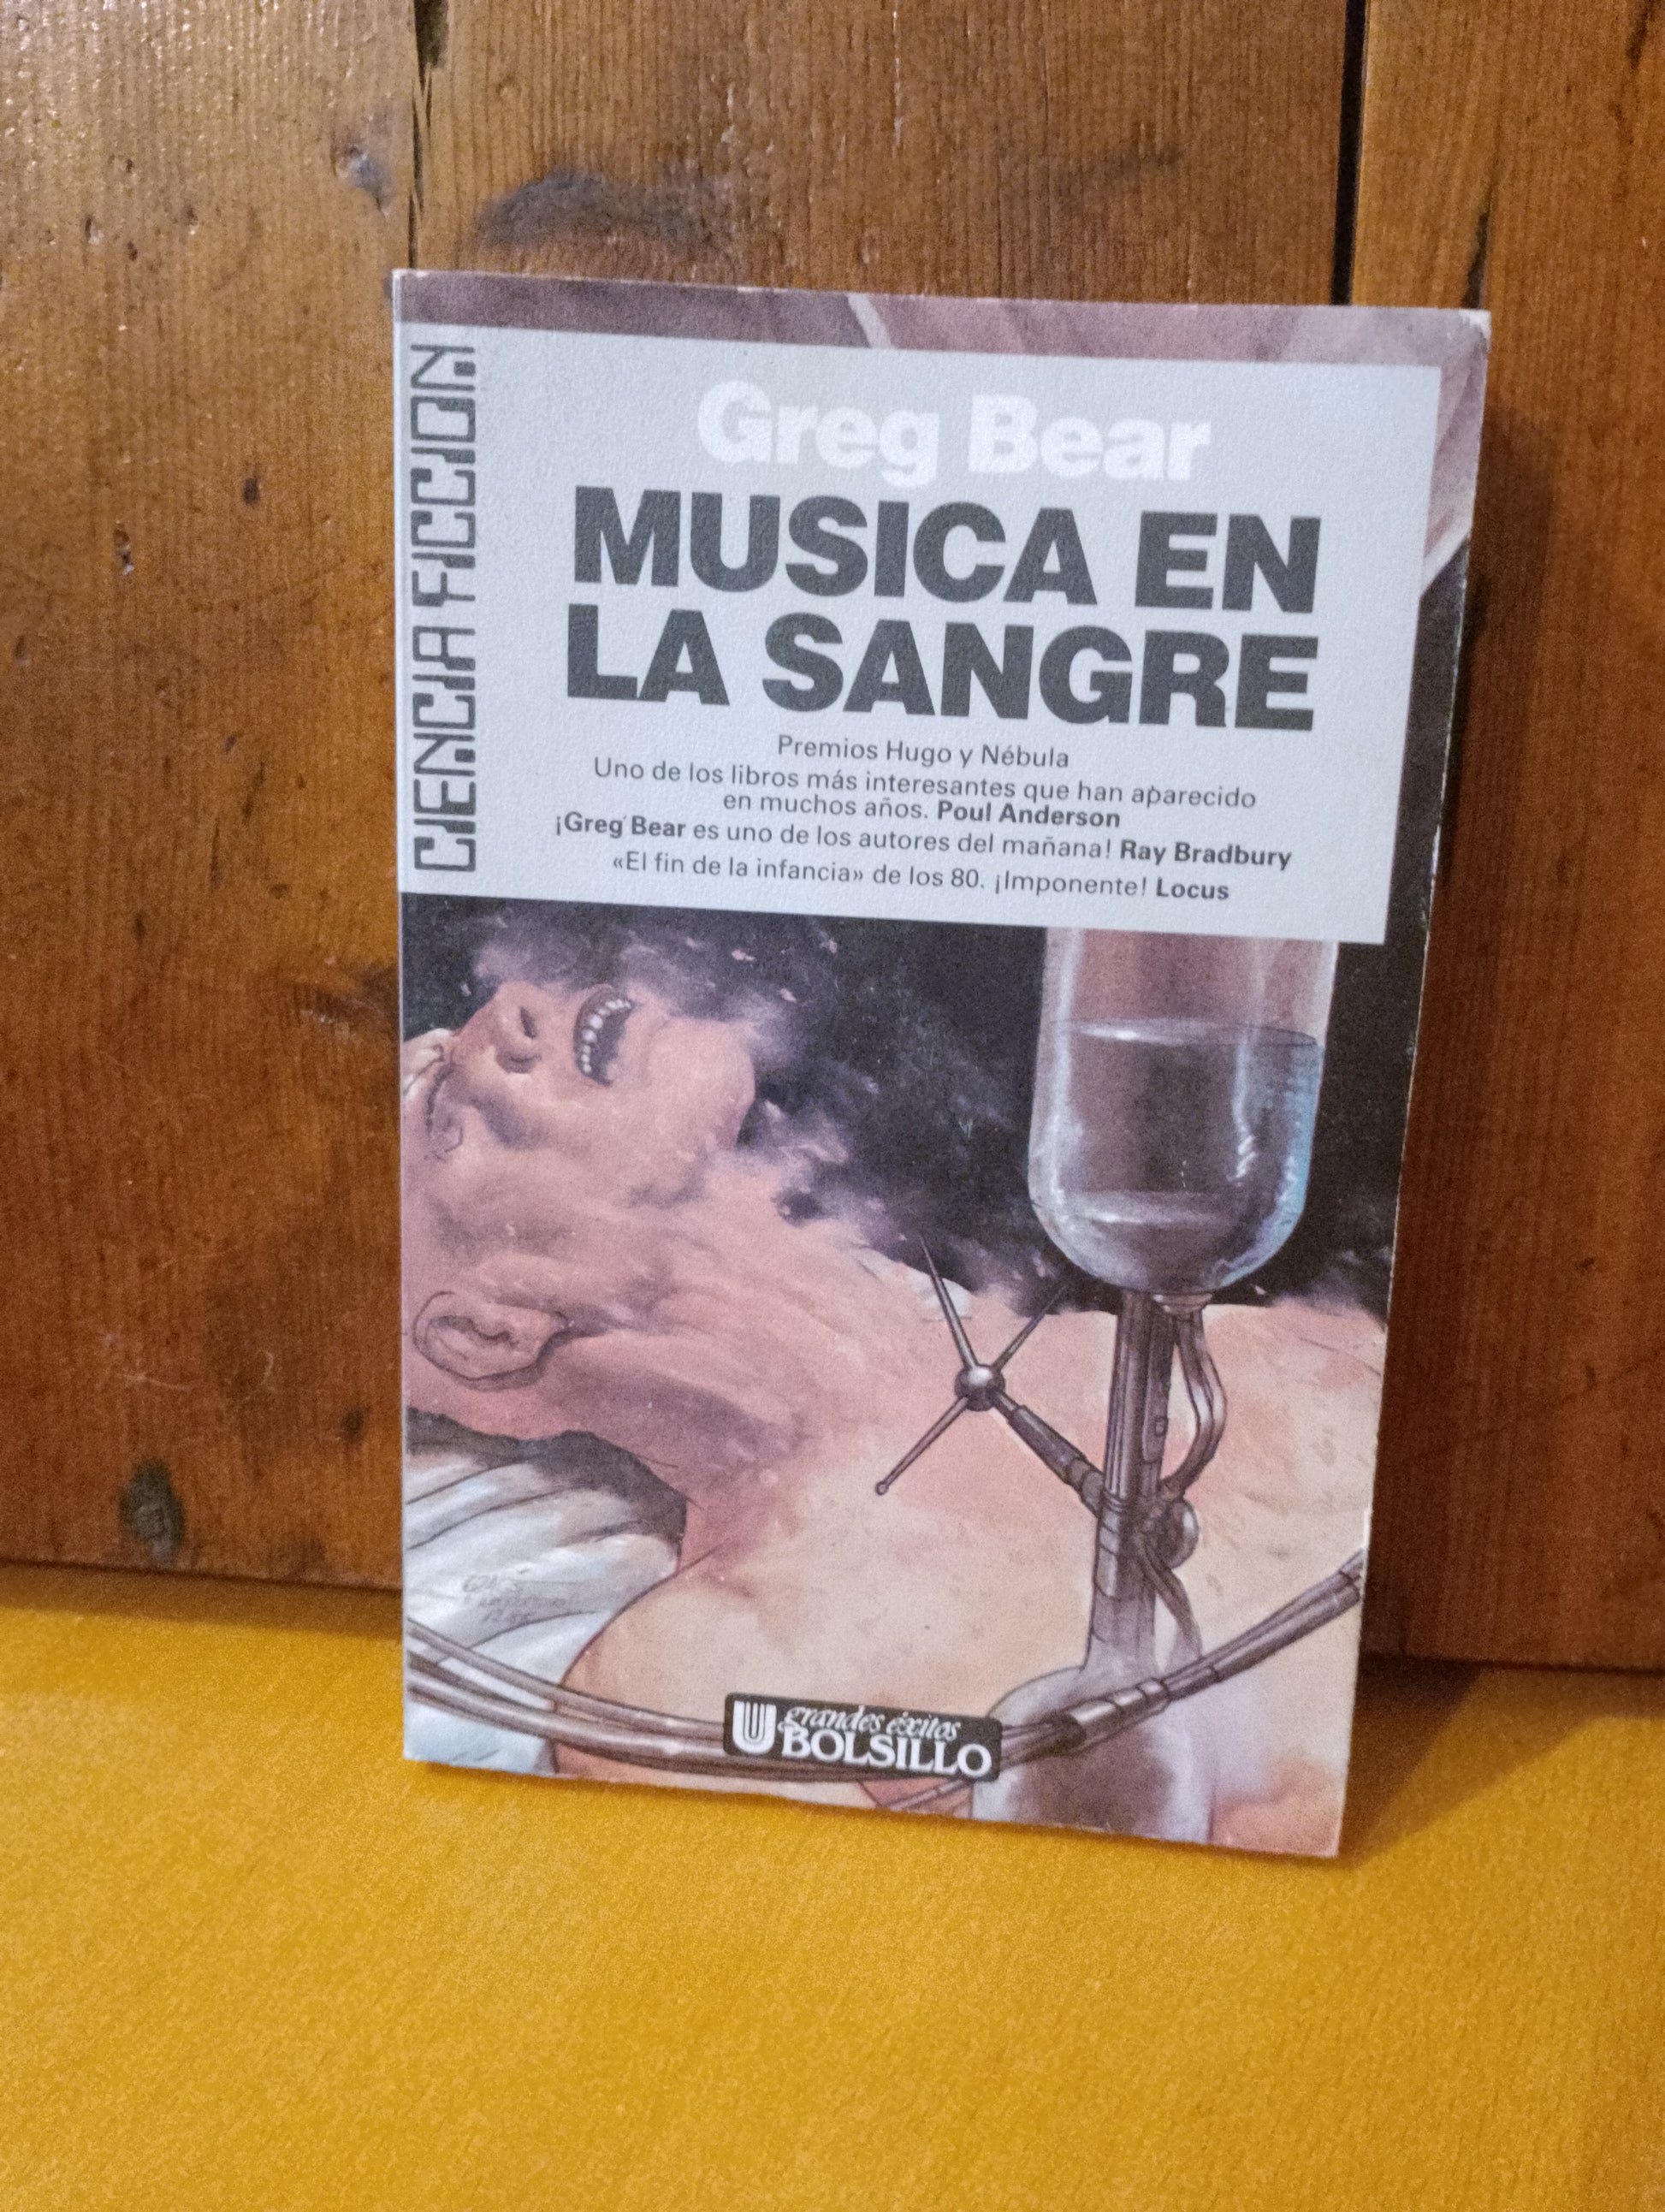 CIENCIA FICCION
Greg Bear
MUSICA EN
LA SANGRE
Premios Hugo y Nébula
Uno de los libros más interesantes que han aparecido
en muchos años. Poul Anderson
¡Greg Bear es uno de los autores del mañana! Ray Bradbury
«El fin de la infancia» de los 80. ¡Imponente! Locus
grandes éxitos
BOLSILLO